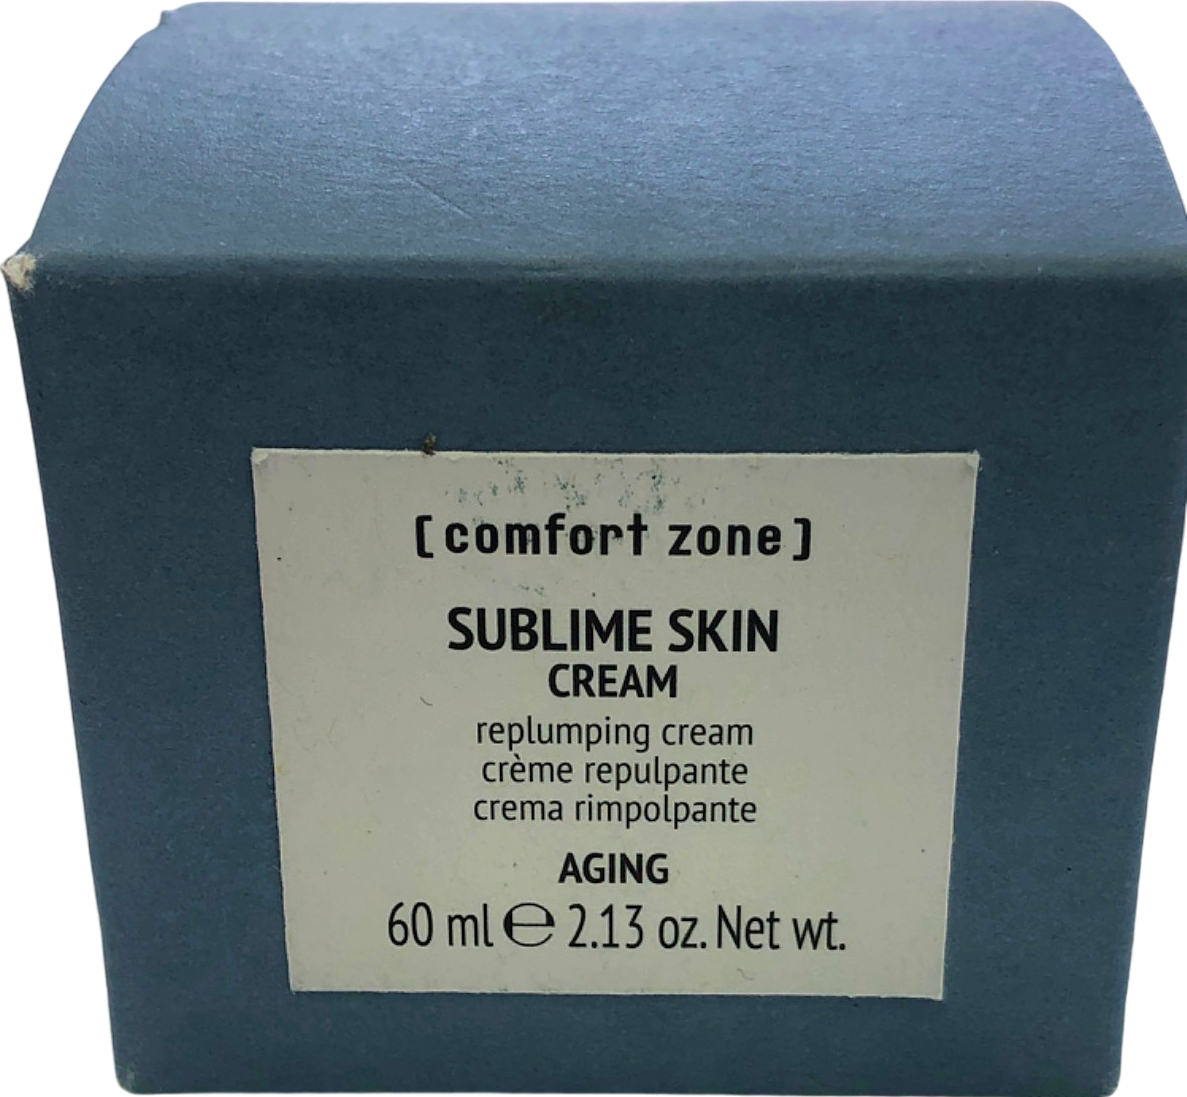 [comfort zone]
SUBLIME SKIN
CREAM
replumping cream
crème repulpante
crema rimpolpante
AGING
60 ml ℮ 2.13 oz. Net wt.